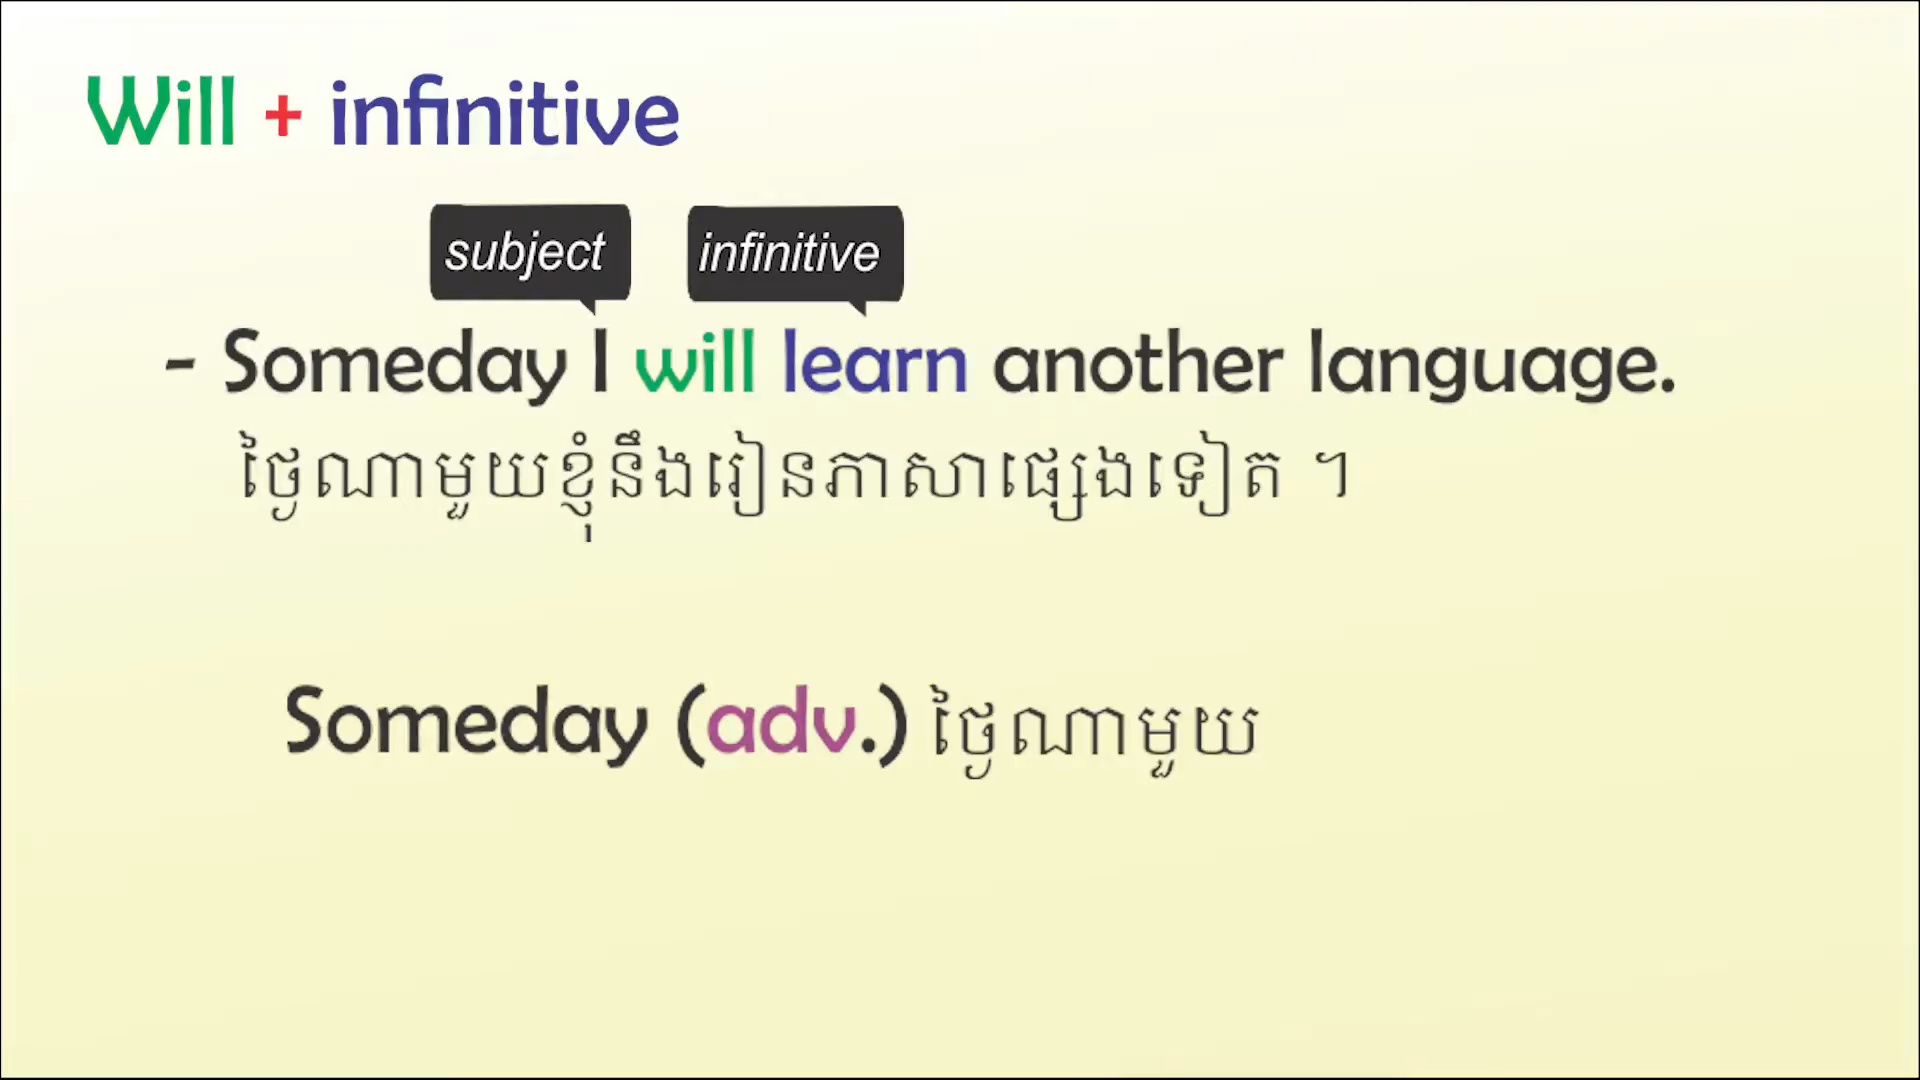 Will + infinitive
subject infinitive
- Someday I will learn another language.
ថ្ងៃណាមួយខ្ញុំនឹងរៀនភាសាផ្សេងទៀត ។
Someday (adv.) ថ្ងៃណាមួយ